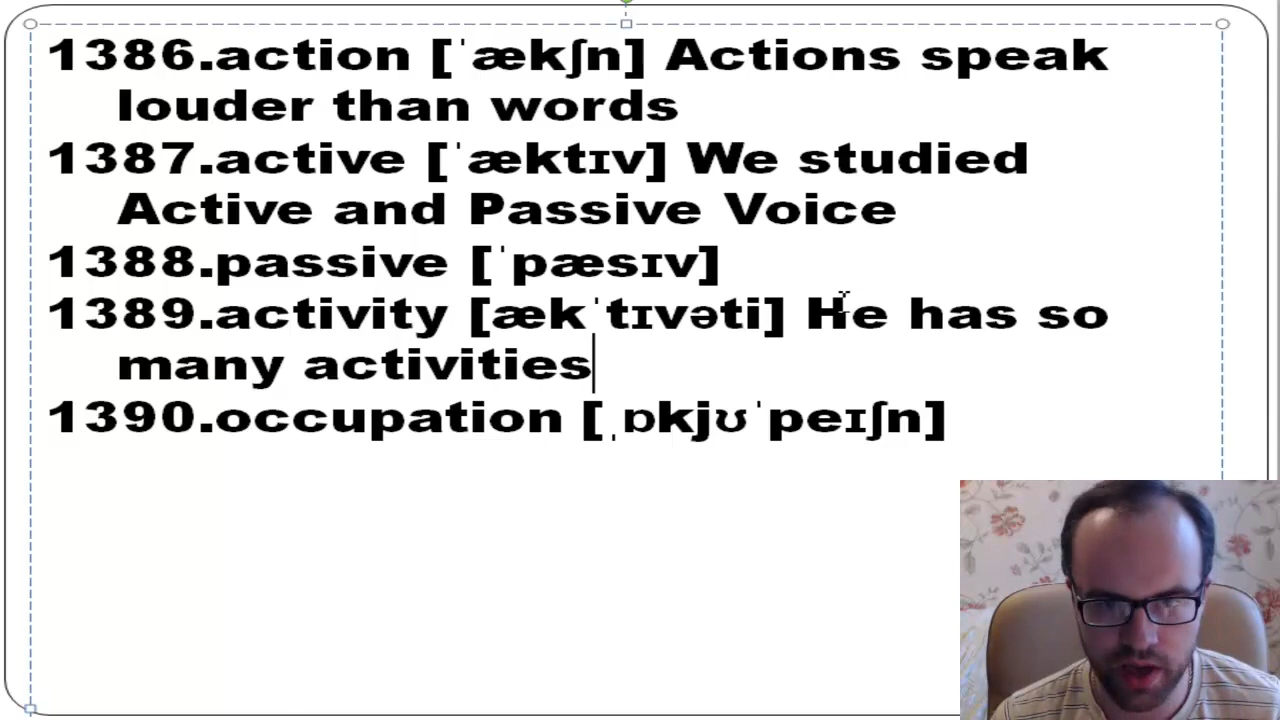 1386.action [ˈækʃn] Actions speak
louder than words
1387.active [ˈæktɪv] We studied
Active and Passive Voice
1388.passive [ˈpæsɪv]
1389.activity [ækˈtɪvəti] He has so
many activities
1390.occupation [ˌɒkjʊˈpeɪʃn]